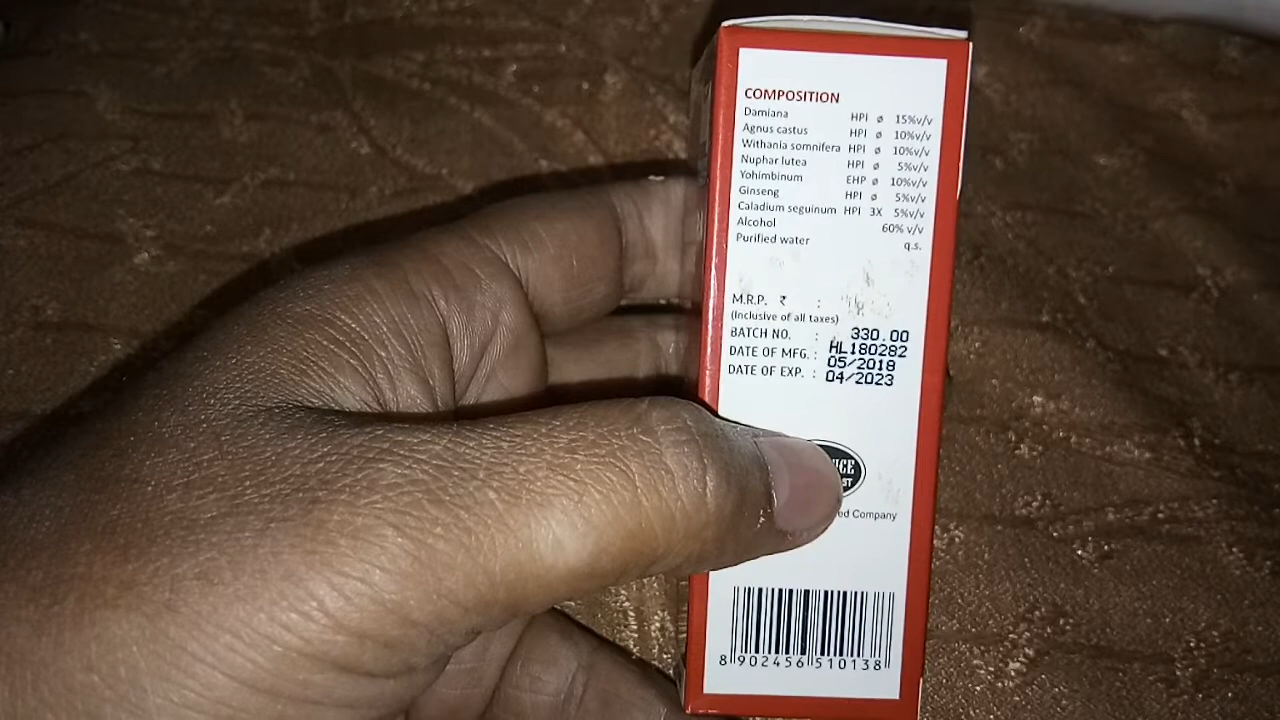 COMPOSITION
Damiana HPI ø 15%v/v
Agnus castus HPI ø 10%v/v
Withania somnifera HPI ø 10%v/v
Nuphar lutea HPI ø 5%v/v
Yohimbinum EHP ø 10%v/v
Ginseng HPI ø 5%v/v
Caladium seguinum HPI 3X 5%v/v
Alcohol 60% v/v
Purified water q.s.
M.R.P. ₹ :
(Inclusive of all taxes)
330.00
BATCH NO. : HL180282
DATE OF MFG. : 05/2018
DATE OF EXP. : 04/2023
Company
8 902456 510138